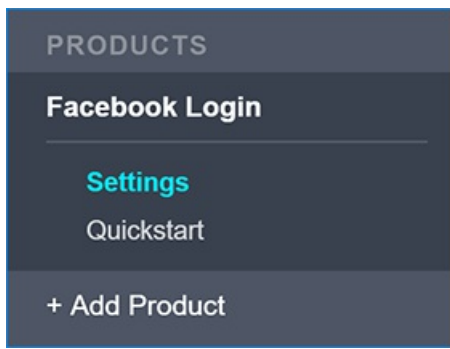 PRODUCTS
Facebook Login
Settings
Quickstart
+ Add Product